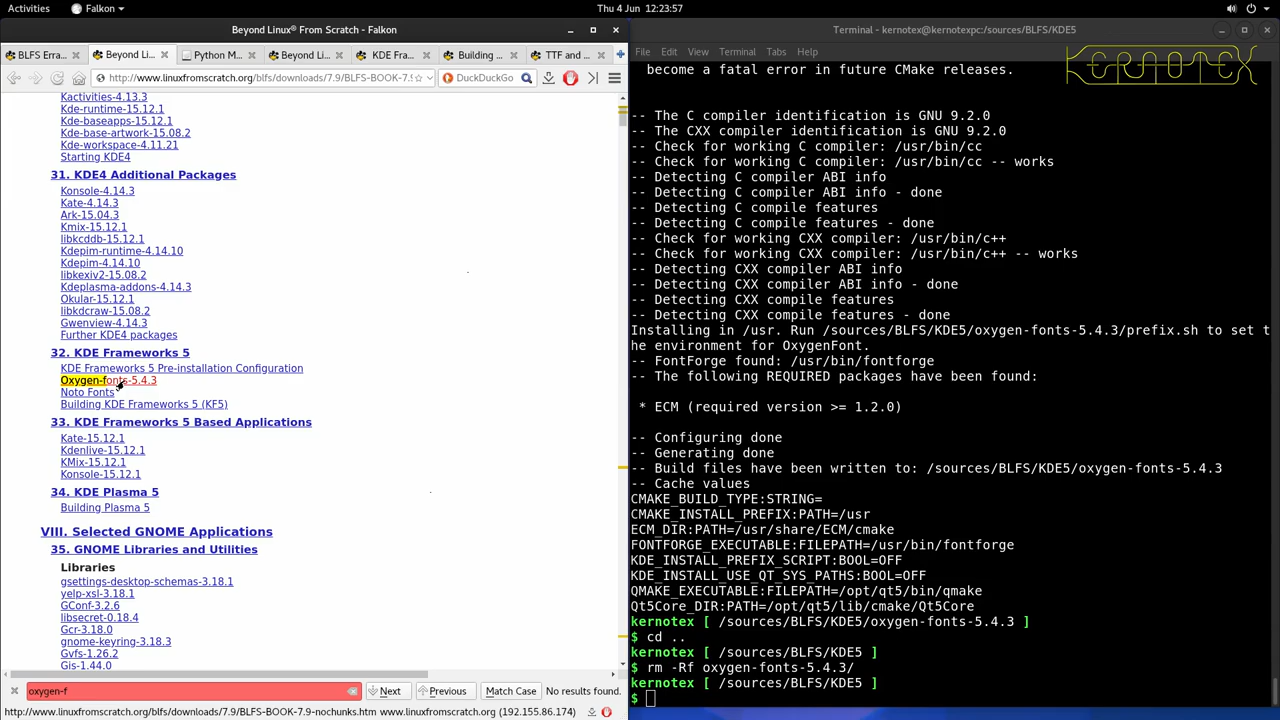 Activities
Falkon
Thu 4 Jun 12:23:57
Beyond Linux® From Scratch - Falkon
BLFS Erra...
Beyond Li...
Python M...
Beyond Li...
KDE Fra...
Building ...
TTF and ...
http://www.linuxfromscratch.org/blfs/downloads/7.9/BLFS-BOOK-7.9
DuckDuckGo
Kactivities-4.13.3
Kde-runtime-15.12.1
Kde-baseapps-15.12.1
Kde-base-artwork-15.08.2
Kde-workspace-4.11.21
Starting KDE4
31. KDE4 Additional Packages
Konsole-4.14.3
Kate-4.14.3
Ark-15.04.3
Kmix-15.12.1
libkcddb-15.12.1
Kdepim-runtime-4.14.10
Kdepim-4.14.10
libkexiv2-15.08.2
Kdeplasma-addons-4.14.3
Okular-15.12.1
libkdcraw-15.08.2
Gwenview-4.14.3
Further KDE4 packages
32. KDE Frameworks 5
KDE Frameworks 5 Pre-installation Configuration
Oxygen-fonts-5.4.3
Noto Fonts
Building KDE Frameworks 5 (KF5)
33. KDE Frameworks 5 Based Applications
Kate-15.12.1
Kdenlive-15.12.1
KMix-15.12.1
Konsole-15.12.1
34. KDE Plasma 5
Building Plasma 5
VIII. Selected GNOME Applications
35. GNOME Libraries and Utilities
Libraries
gsettings-desktop-schemas-3.18.1
yelp-xsl-3.18.1
GConf-3.2.6
libsecret-0.18.4
Gcr-3.18.0
gnome-keyring-3.18.3
Gvfs-1.26.2
Gjs-1.44.0
oxygen-f
Next
Previous
Match Case
No results found.
http://www.linuxfromscratch.org/blfs/downloads/7.9/BLFS-BOOK-7.9-nochunks.htm www.linuxfromscratch.org (192.155.86.174)
Terminal - kernotex@kernotexpc:/sources/BLFS/KDE5
File Edit View Terminal Tabs Help
KERNOTEX
become a fatal error in future CMake releases.
-- The C compiler identification is GNU 9.2.0
-- The CXX compiler identification is GNU 9.2.0
-- Check for working C compiler: /usr/bin/cc
-- Check for working C compiler: /usr/bin/cc -- works
-- Detecting C compiler ABI info
-- Detecting C compiler ABI info - done
-- Detecting C compile features
-- Detecting C compile features - done
-- Check for working CXX compiler: /usr/bin/c++
-- Check for working CXX compiler: /usr/bin/c++ -- works
-- Detecting CXX compiler ABI info
-- Detecting CXX compiler ABI info - done
-- Detecting CXX compile features
-- Detecting CXX compile features - done
Installing in /usr. Run /sources/BLFS/KDE5/oxygen-fonts-5.4.3/prefix.sh to set t
he environment for OxygenFont.
-- FontForge found: /usr/bin/fontforge
-- The following REQUIRED packages have been found:
* ECM (required version >= 1.2.0)
-- Configuring done
-- Generating done
-- Build files have been written to: /sources/BLFS/KDE5/oxygen-fonts-5.4.3
-- Cache values
CMAKE_BUILD_TYPE:STRING=
CMAKE_INSTALL_PREFIX:PATH=/usr
ECM_DIR:PATH=/usr/share/ECM/cmake
FONTFORGE_EXECUTABLE:FILEPATH=/usr/bin/fontforge
KDE_INSTALL_PREFIX_SCRIPT:BOOL=OFF
KDE_INSTALL_USE_QT_SYS_PATHS:BOOL=OFF
QMAKE_EXECUTABLE:FILEPATH=/opt/qt5/bin/qmake
Qt5Core_DIR:PATH=/opt/qt5/lib/cmake/Qt5Core
kernotex [ /sources/BLFS/KDE5/oxygen-fonts-5.4.3 ]
$ cd ..
kernotex [ /sources/BLFS/KDE5 ]
$ rm -Rf oxygen-fonts-5.4.3/
kernotex [ /sources/BLFS/KDE5 ]
$